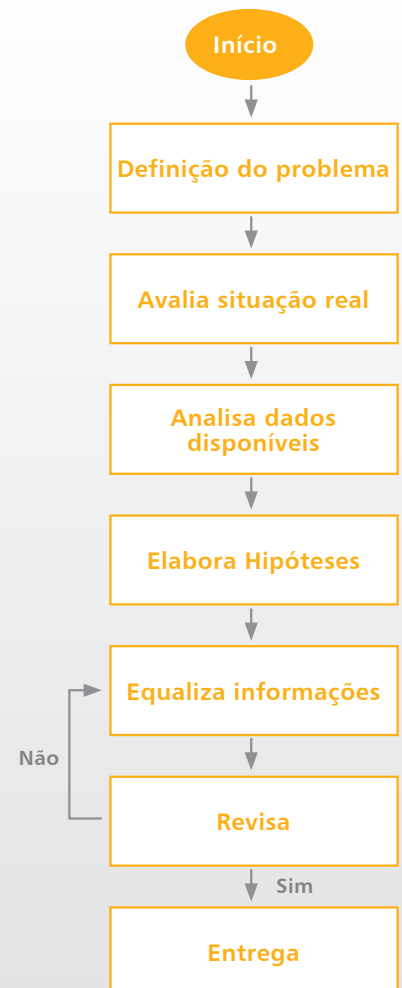 Início
Definição do problema
Avalia situação real
Analisa dados
disponíveis
Elabora Hipóteses
Equaliza informações
Não
Revisa
Sim
Entrega